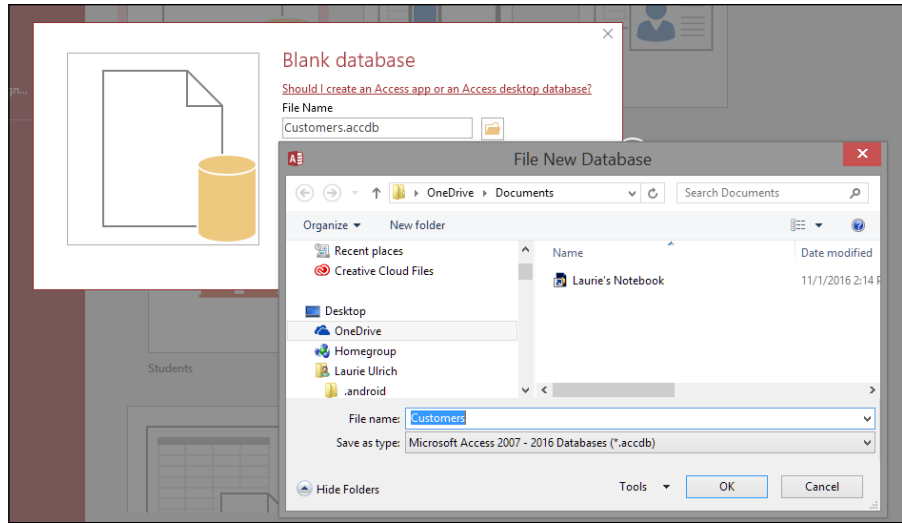 gn...
Blank database
Should I create an Access app or an Access desktop database?
File Name
Customers.accdb
A
File New Database
OneDrive
Documents
Search Documents
Organize
New folder
Recent places
Creative Cloud Files
Desktop
OneDrive
Homegroup
Laurie Ulrich
.android
Name
Date modified
Laurie's Notebook
11/1/2016 2:14 P
Students
File name:
Customers
Save as type:
Microsoft Access 2007 - 2016 Databases (*.accdb)
Hide Folders
Tools
OK
Cancel